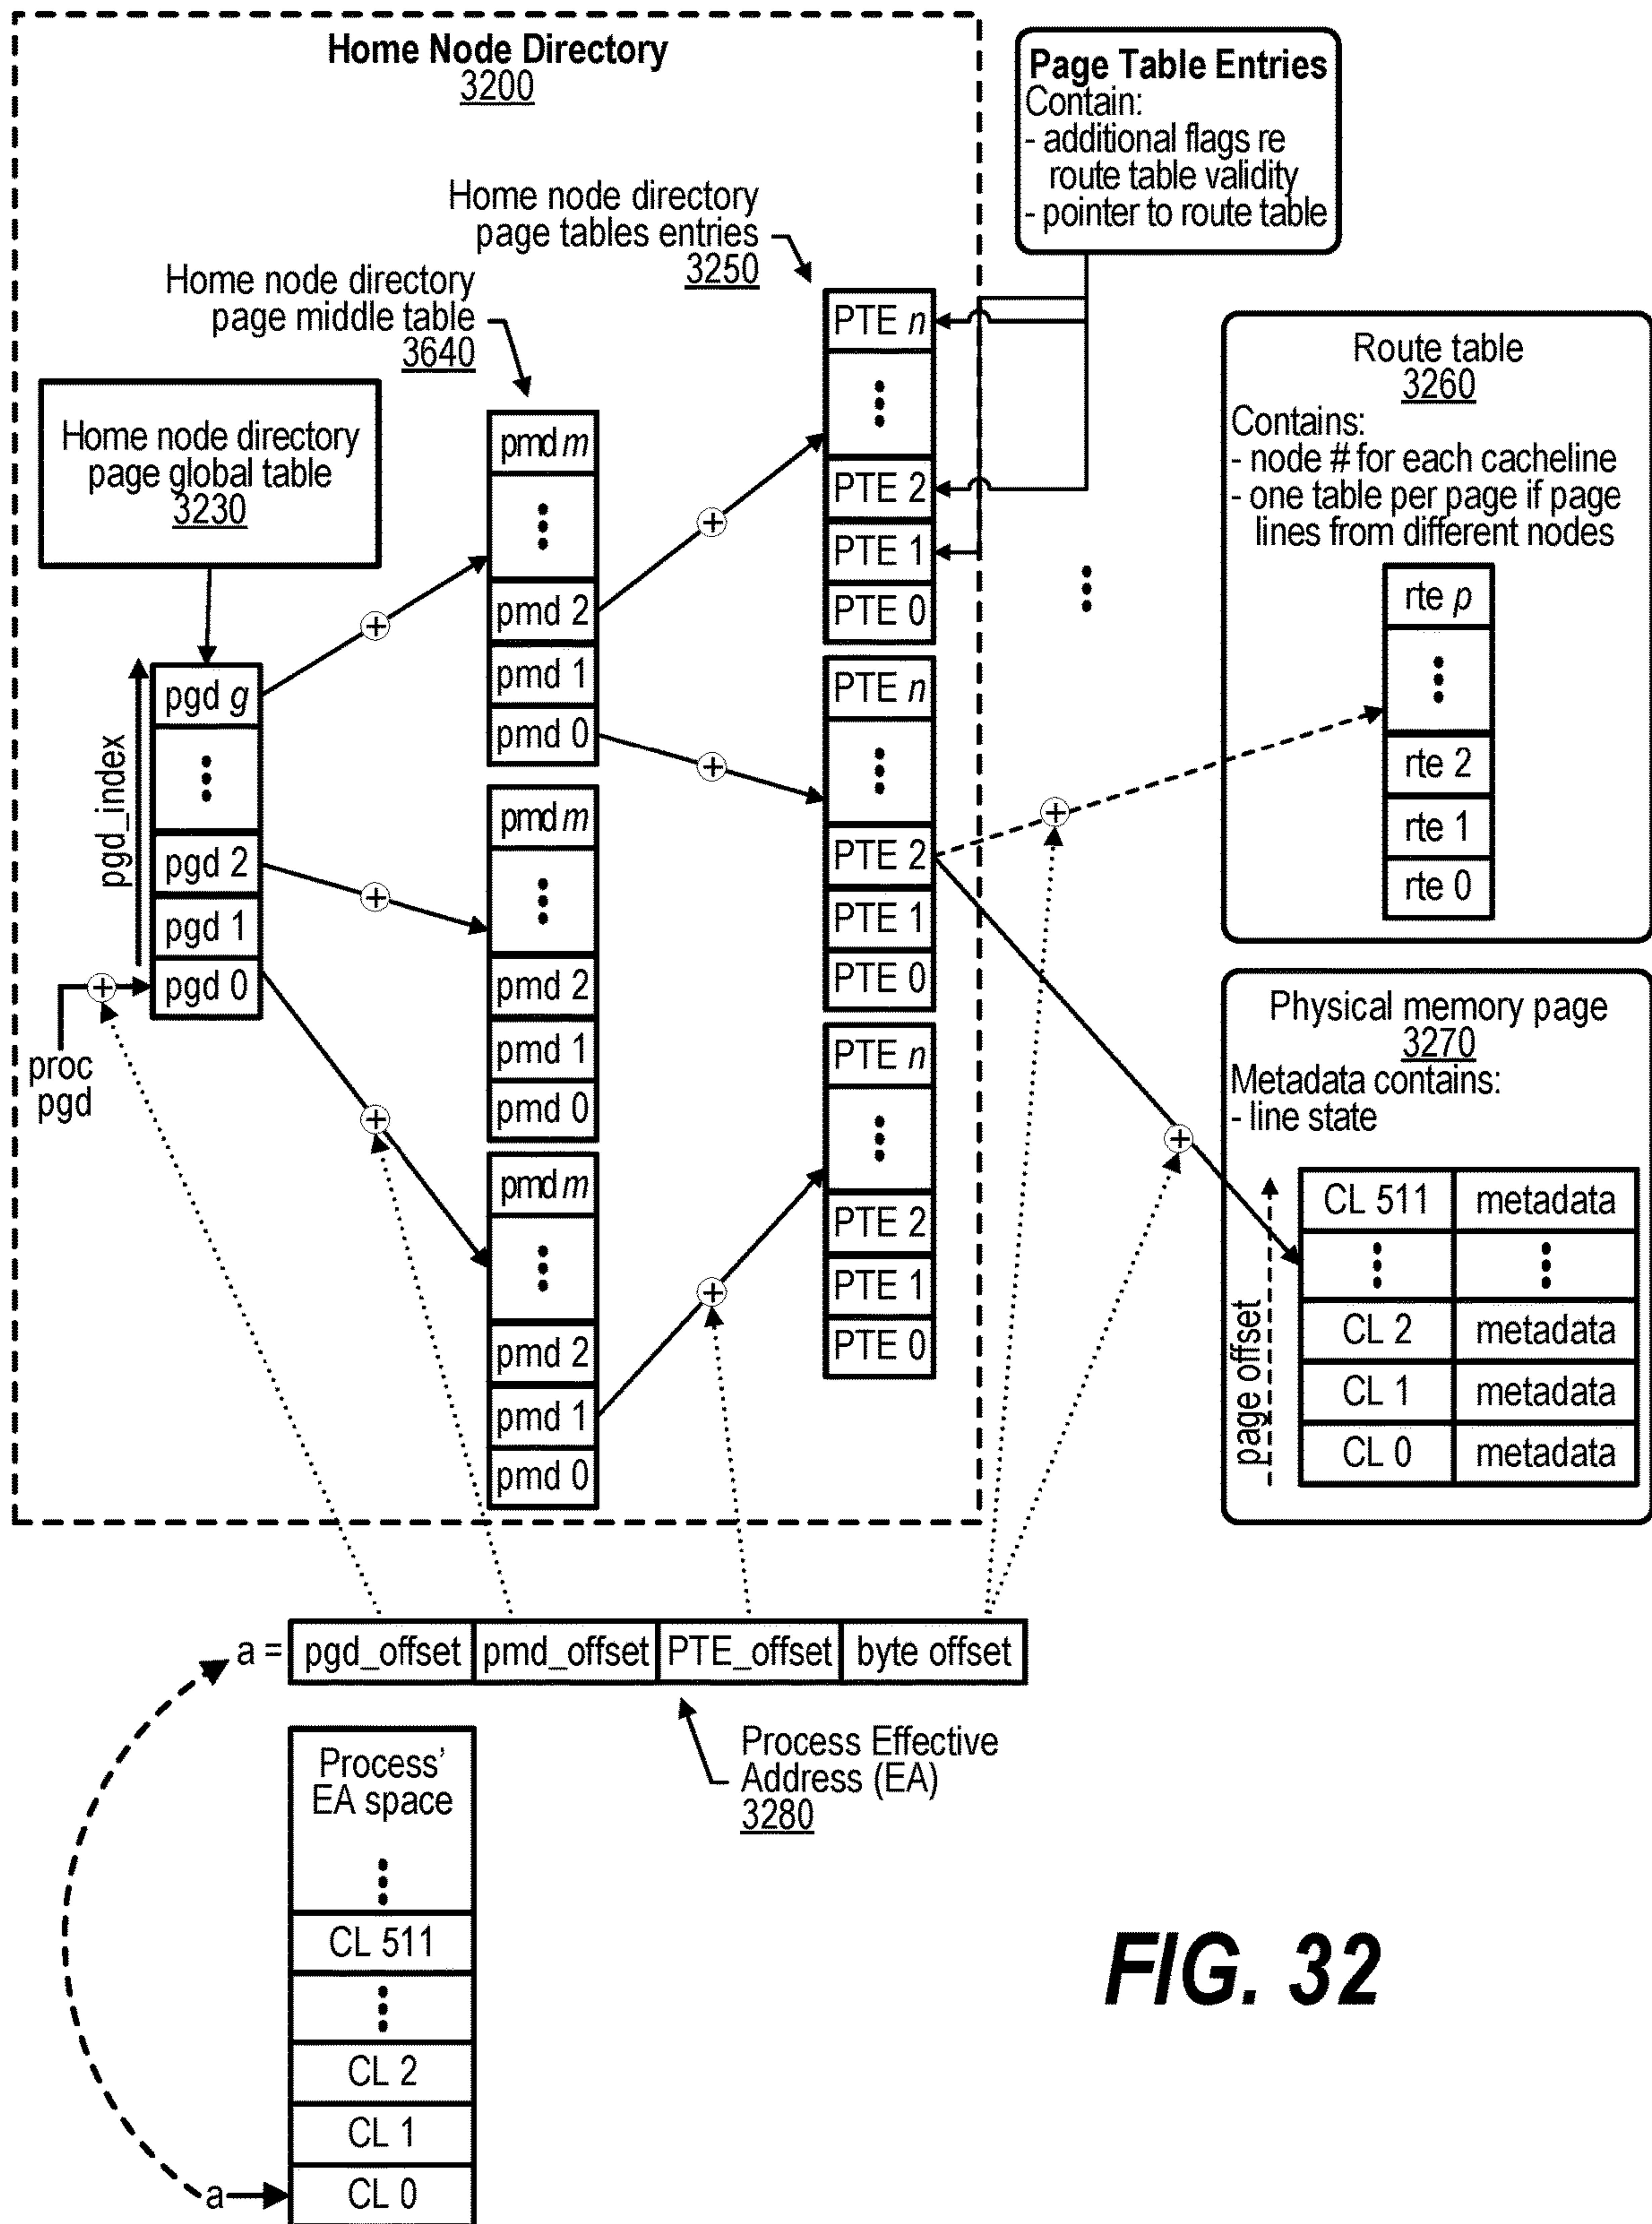 Home Node Directory
3200
Page Table Entries
Contain:
- additional flags re
route table validity
- pointer to route table
Home node directory
page tables entries
3250
Home node directory
page middle table
3640
Home node directory
page global table
3230
pgd_index
pgd g
pgd 2
pgd 1
pgd 0
proc
pgd
pmd m
pmd 2
pmd 1
pmd 0
pmd m
pmd 2
pmd 1
pmd 0
pmd m
pmd 2
pmd 1
pmd 0
PTE n
PTE 2
PTE 1
PTE 0
PTE n
PTE 2
PTE 1
PTE 0
PTE n
PTE 2
PTE 1
PTE 0
Route table
3260
Contains:
- node # for each cacheline
- one table per page if page
lines from different nodes
rte p
rte 2
rte 1
rte 0
Physical memory page
3270
Metadata contains:
- line state
page offset
CL 511 metadata
CL 2 metadata
CL 1 metadata
CL 0 metadata
a = pgd_offset pmd_offset PTE_offset byte offset
Process Effective
Address (EA)
3280
Process’
EA space
CL 511
CL 2
CL 1
a CL 0
FIG. 32